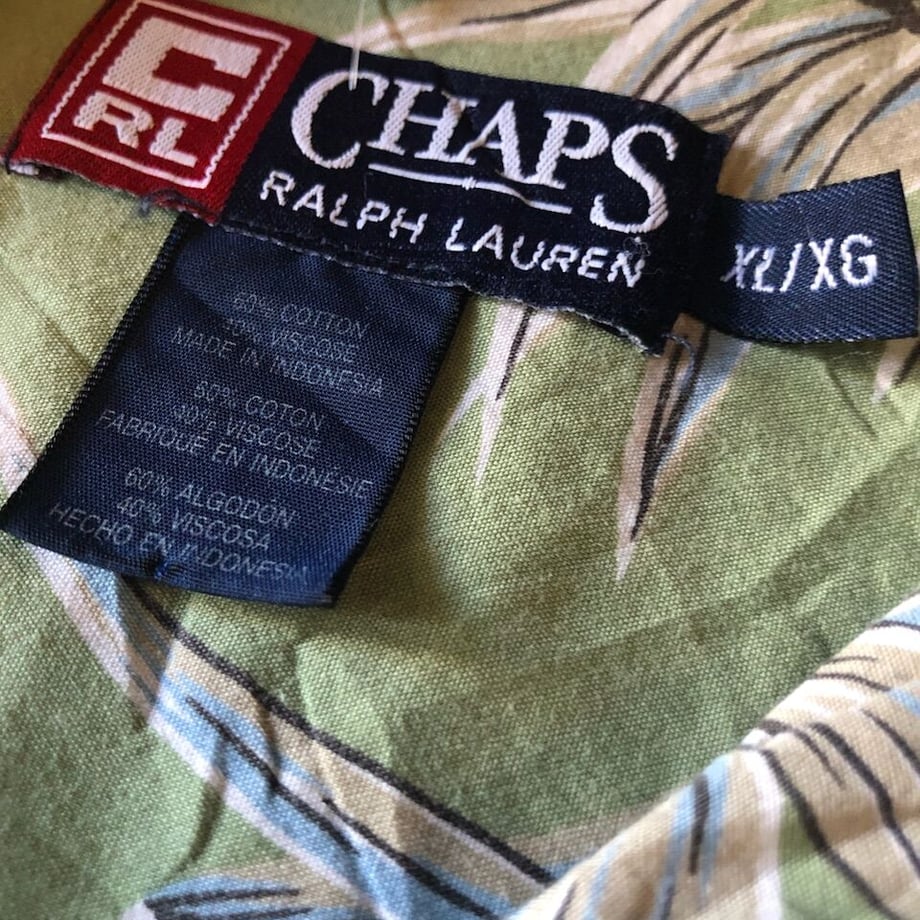 C
RL
CHAPS
RALPH LAUREN
XL/XG
60% COTTON
40% VISCOSE
MADE IN INDONESIA
60% COTON
40% VISCOSE
FABRIQUÉ EN INDONÉSIE
60% ALGODÓN
40% VISCOSA
HECHO EN INDONESIA